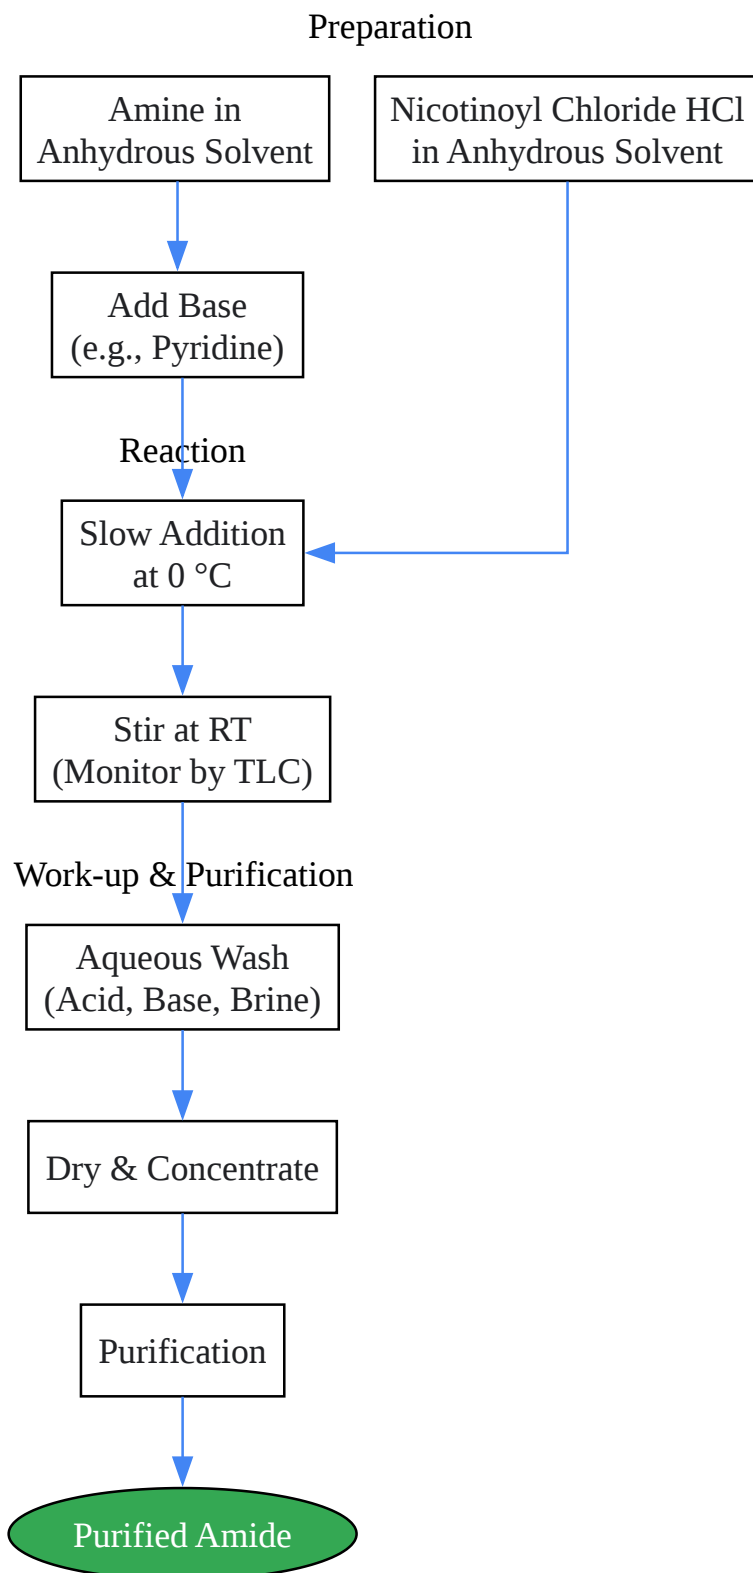 Preparation
Amine in
Anhydrous Solvent
Nicotinoyl Chloride HCl
in Anhydrous Solvent
Add Base
(e.g., Pyridine)
Reaction
Slow Addition
at 0 °C
Stir at RT
(Monitor by TLC)
Work-up & Purification
Aqueous Wash
(Acid, Base, Brine)
Dry & Concentrate
Purification
Purified Amide